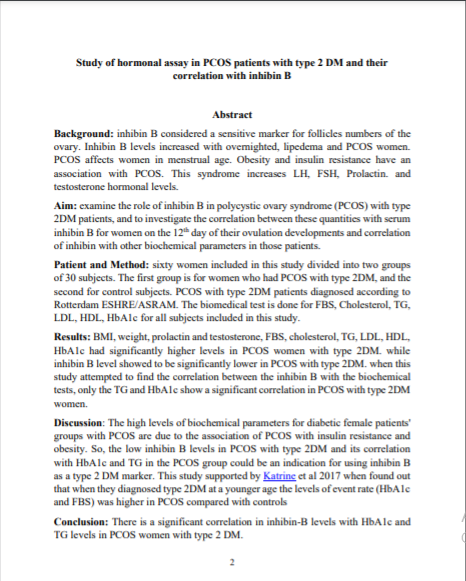 Study of hormonal assay in PCOS patients with type 2 DM and their
correlation with inhibin B
Abstract
Background: inhibin B considered a sensitive marker for follicles numbers of the
ovary. Inhibin B levels increased with overnighted, lipedema and PCOS women.
PCOS affects women in menstrual age. Obesity and insulin resistance have an
association with PCOS. This syndrome increases LH, FSH, Prolactin. and
testosterone hormonal levels.
Aim: examine the role of inhibin B in polycystic ovary syndrome (PCOS) with type
2DM patients, and to investigate the correlation between these quantities with serum
inhibin B for women on the 12th day of their ovulation developments and correlation
of inhibin with other biochemical parameters in those patients.
Patient and Method: sixty women included in this study divided into two groups
of 30 subjects. The first group is for women who had PCOS with type 2DM, and the
second for control subjects. PCOS with type 2DM patients diagnosed according to
Rotterdam ESHRE/ASRAM. The biomedical test is done for FBS, Cholesterol, TG,
LDL, HDL, HbA1c for all subjects included in this study.
Results: BMI, weight, prolactin and testosterone, FBS, cholesterol, TG, LDL, HDL,
HbA1c had significantly higher levels in PCOS women with type 2DM. while
inhibin B level showed to be significantly lower in PCOS with type 2DM. when this
study attempted to find the correlation between the inhibin B with the biochemical
tests, only the TG and HbA1c show a significant correlation in PCOS with type 2DM
women.
Discussion: The high levels of biochemical parameters for diabetic female patients'
groups with PCOS are due to the association of PCOS with insulin resistance and
obesity. So, the low inhibin B levels in PCOS with type 2DM and its correlation
with HbA1c and TG in the PCOS group could be an indication for using inhibin B
as a type 2 DM marker. This study supported by Katrine et al 2017 when found out
that when they diagnosed type 2DM at a younger age the levels of event rate (HbA1c
and FBS) was higher in PCOS compared with controls
Conclusion: There is a significant correlation in inhibin-B levels with HbA1c and
TG levels in PCOS women with type 2 DM.
2